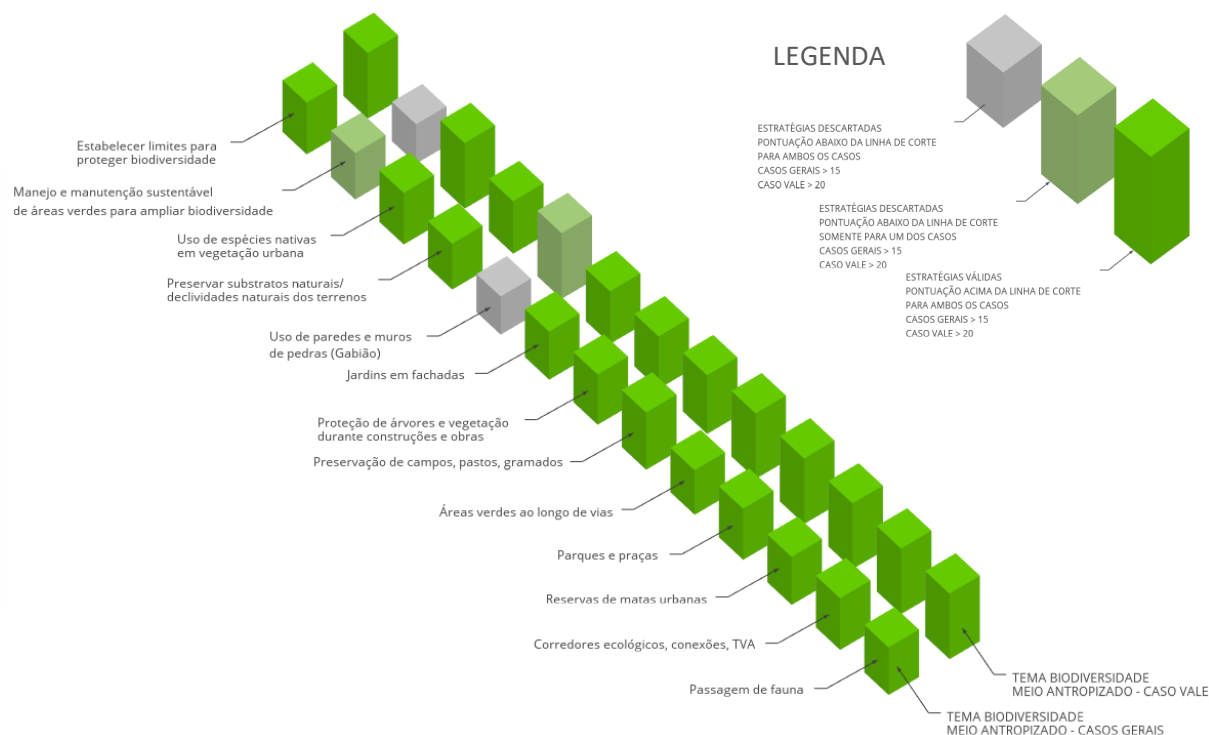 LEGENDA
ESTRATÉGIAS DESCARTADAS
PONTUAÇÃO ABAIXO DA LINHA DE CORTE
PARA AMBOS OS CASOS
CASOS GERAIS > 15
CASO VALE > 20
ESTRATÉGIAS DESCARTADAS
PONTUAÇÃO ABAIXO DA LINHA DE CORTE
SOMENTE PARA UM DOS CASOS
CASOS GERAIS > 15
CASO VALE > 20
ESTRATÉGIAS VÁLIDAS
PONTUAÇÃO ACIMA DA LINHA DE CORTE
PARA AMBOS OS CASOS
CASOS GERAIS > 15
CASO VALE > 20
Estabelecer limites para
proteger biodiversidade
Manejo e manutenção sustentável
de áreas verdes para ampliar biodiversidade
Uso de espécies nativas
em vegetação urbana
Preservar substratos naturais/
declividades naturais dos terrenos
Uso de paredes e muros
de pedras (Gabião)
Jardins em fachadas
Proteção de árvores e vegetação
durante construções e obras
Preservação de campos, pastos, gramados
Áreas verdes ao longo de vias
Parques e praças
Reservas de matas urbanas
Corredores ecológicos, conexões, TVA
Passagem de fauna
TEMA BIODIVERSIDADE
MEIO ANTROPIZADO - CASO VALE
TEMA BIODIVERSIDADE
MEIO ANTROPIZADO - CASOS GERAIS